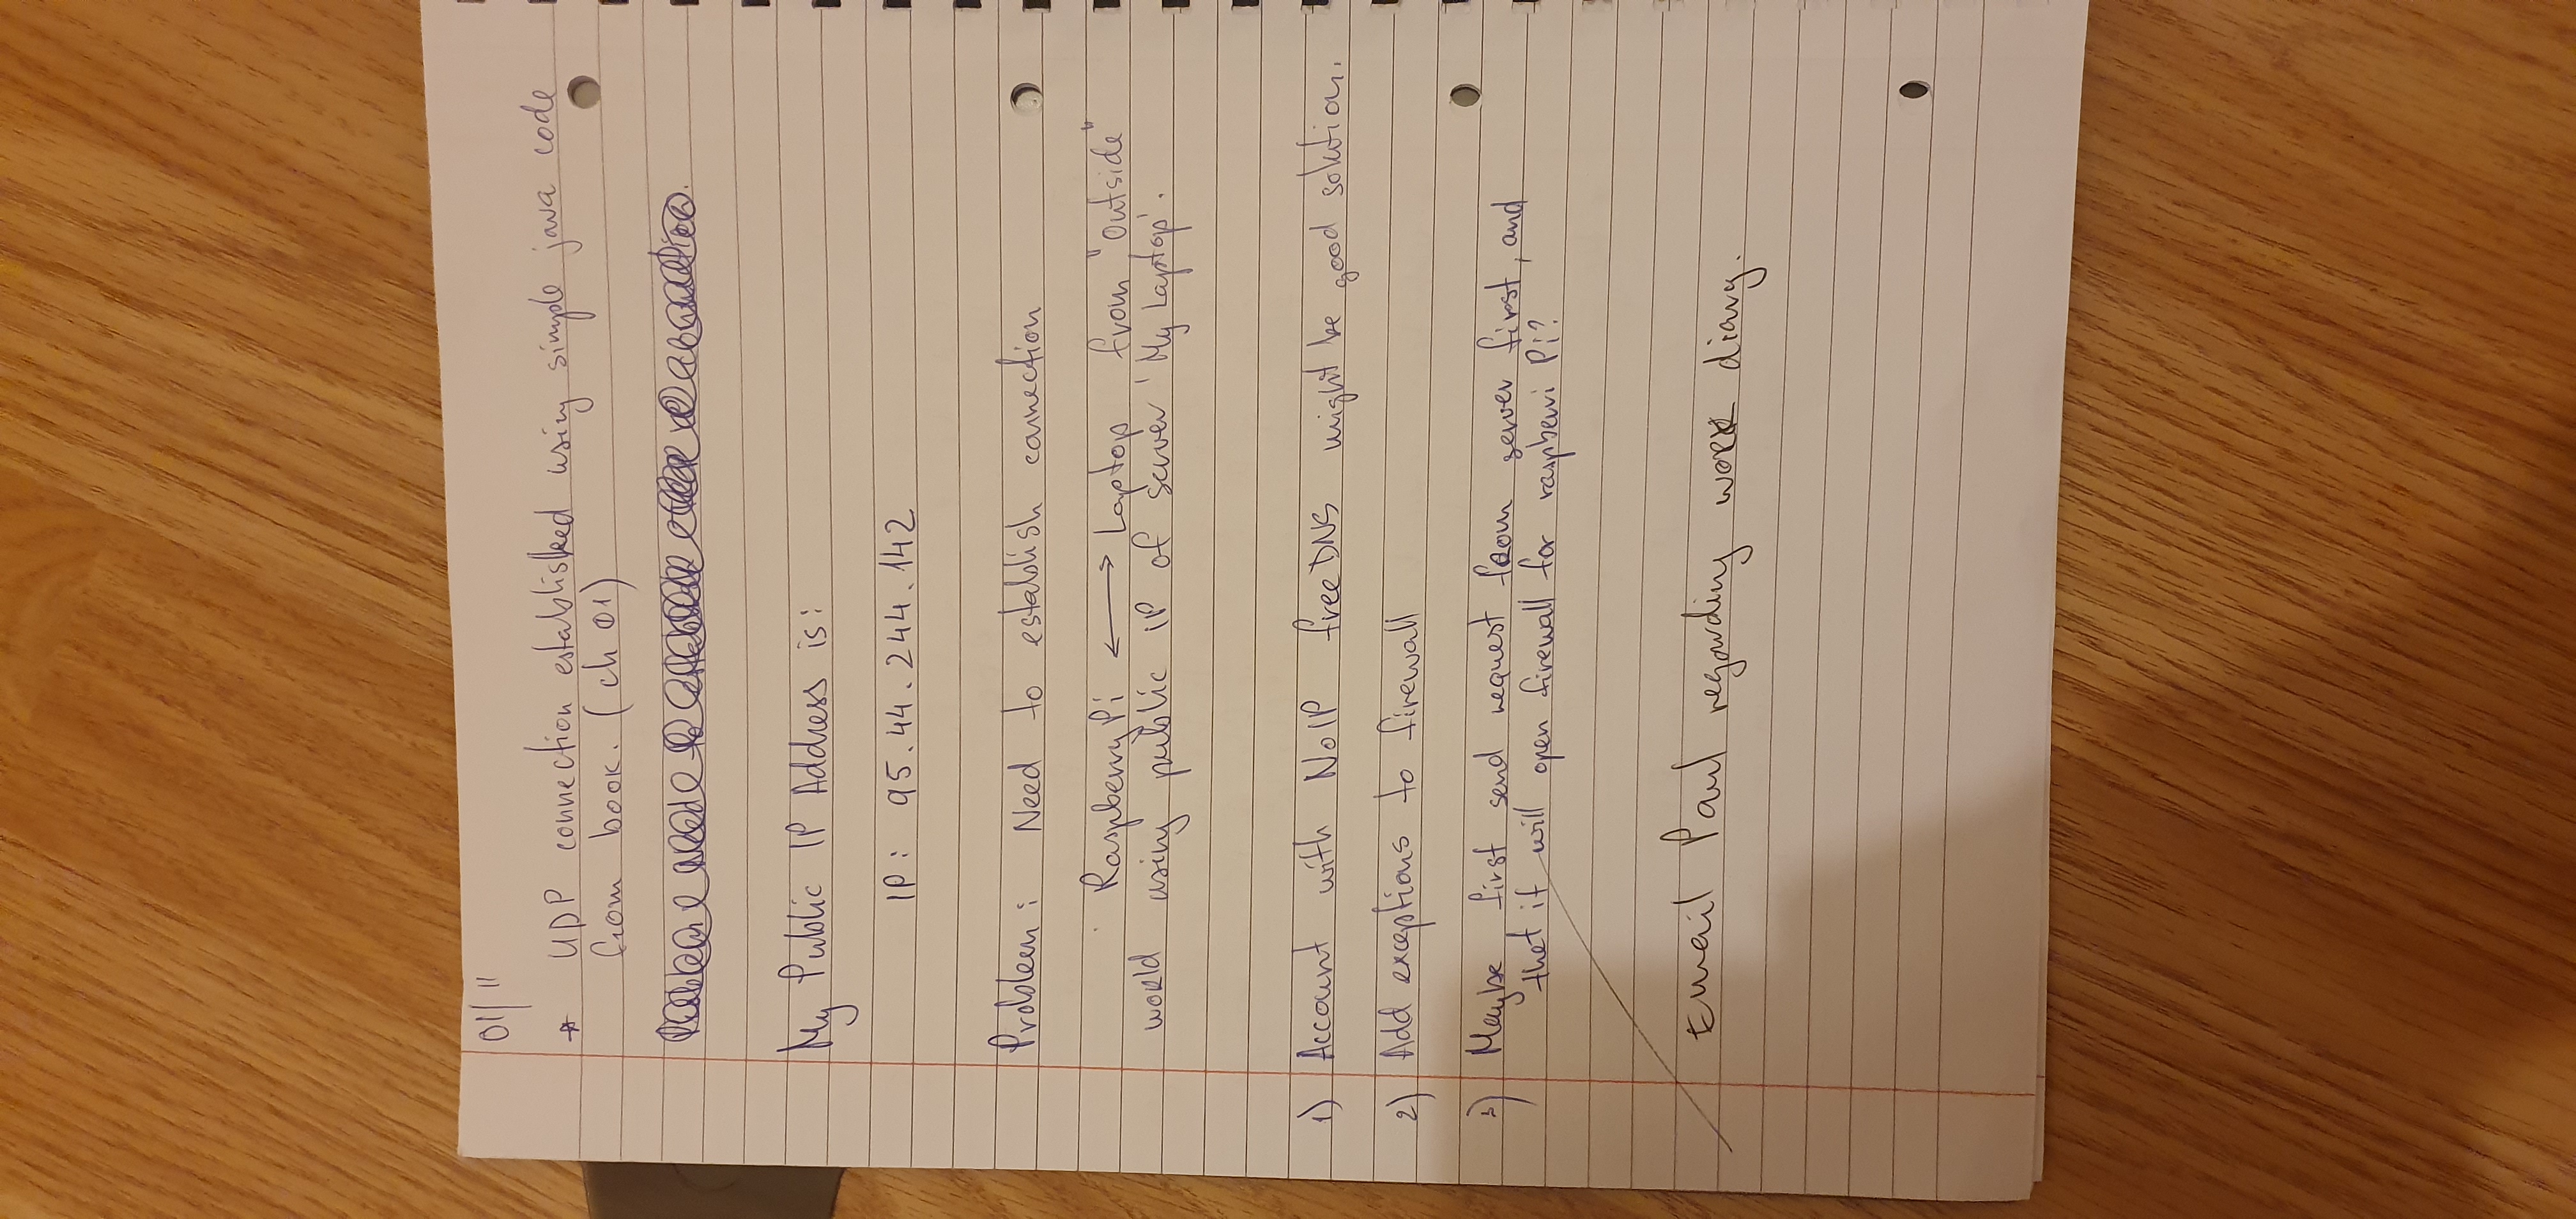 01/11
* UDP connection established using simple java code
from book. (ch 01)
My Public IP Address is:
IP: 95.44.244.142
Problem: Need to establish connection
Raspberry Pi ⟷ Laptop from "outside"
world using public IP of server 'My Laptop'.
1) Account with NoIP freeDNS might be good solution.
2) Add exceptions to firewall
3) Maybe, first send request from server first, and
that it will open firewall for raspberri Pi?
Email Paul regarding work diary.